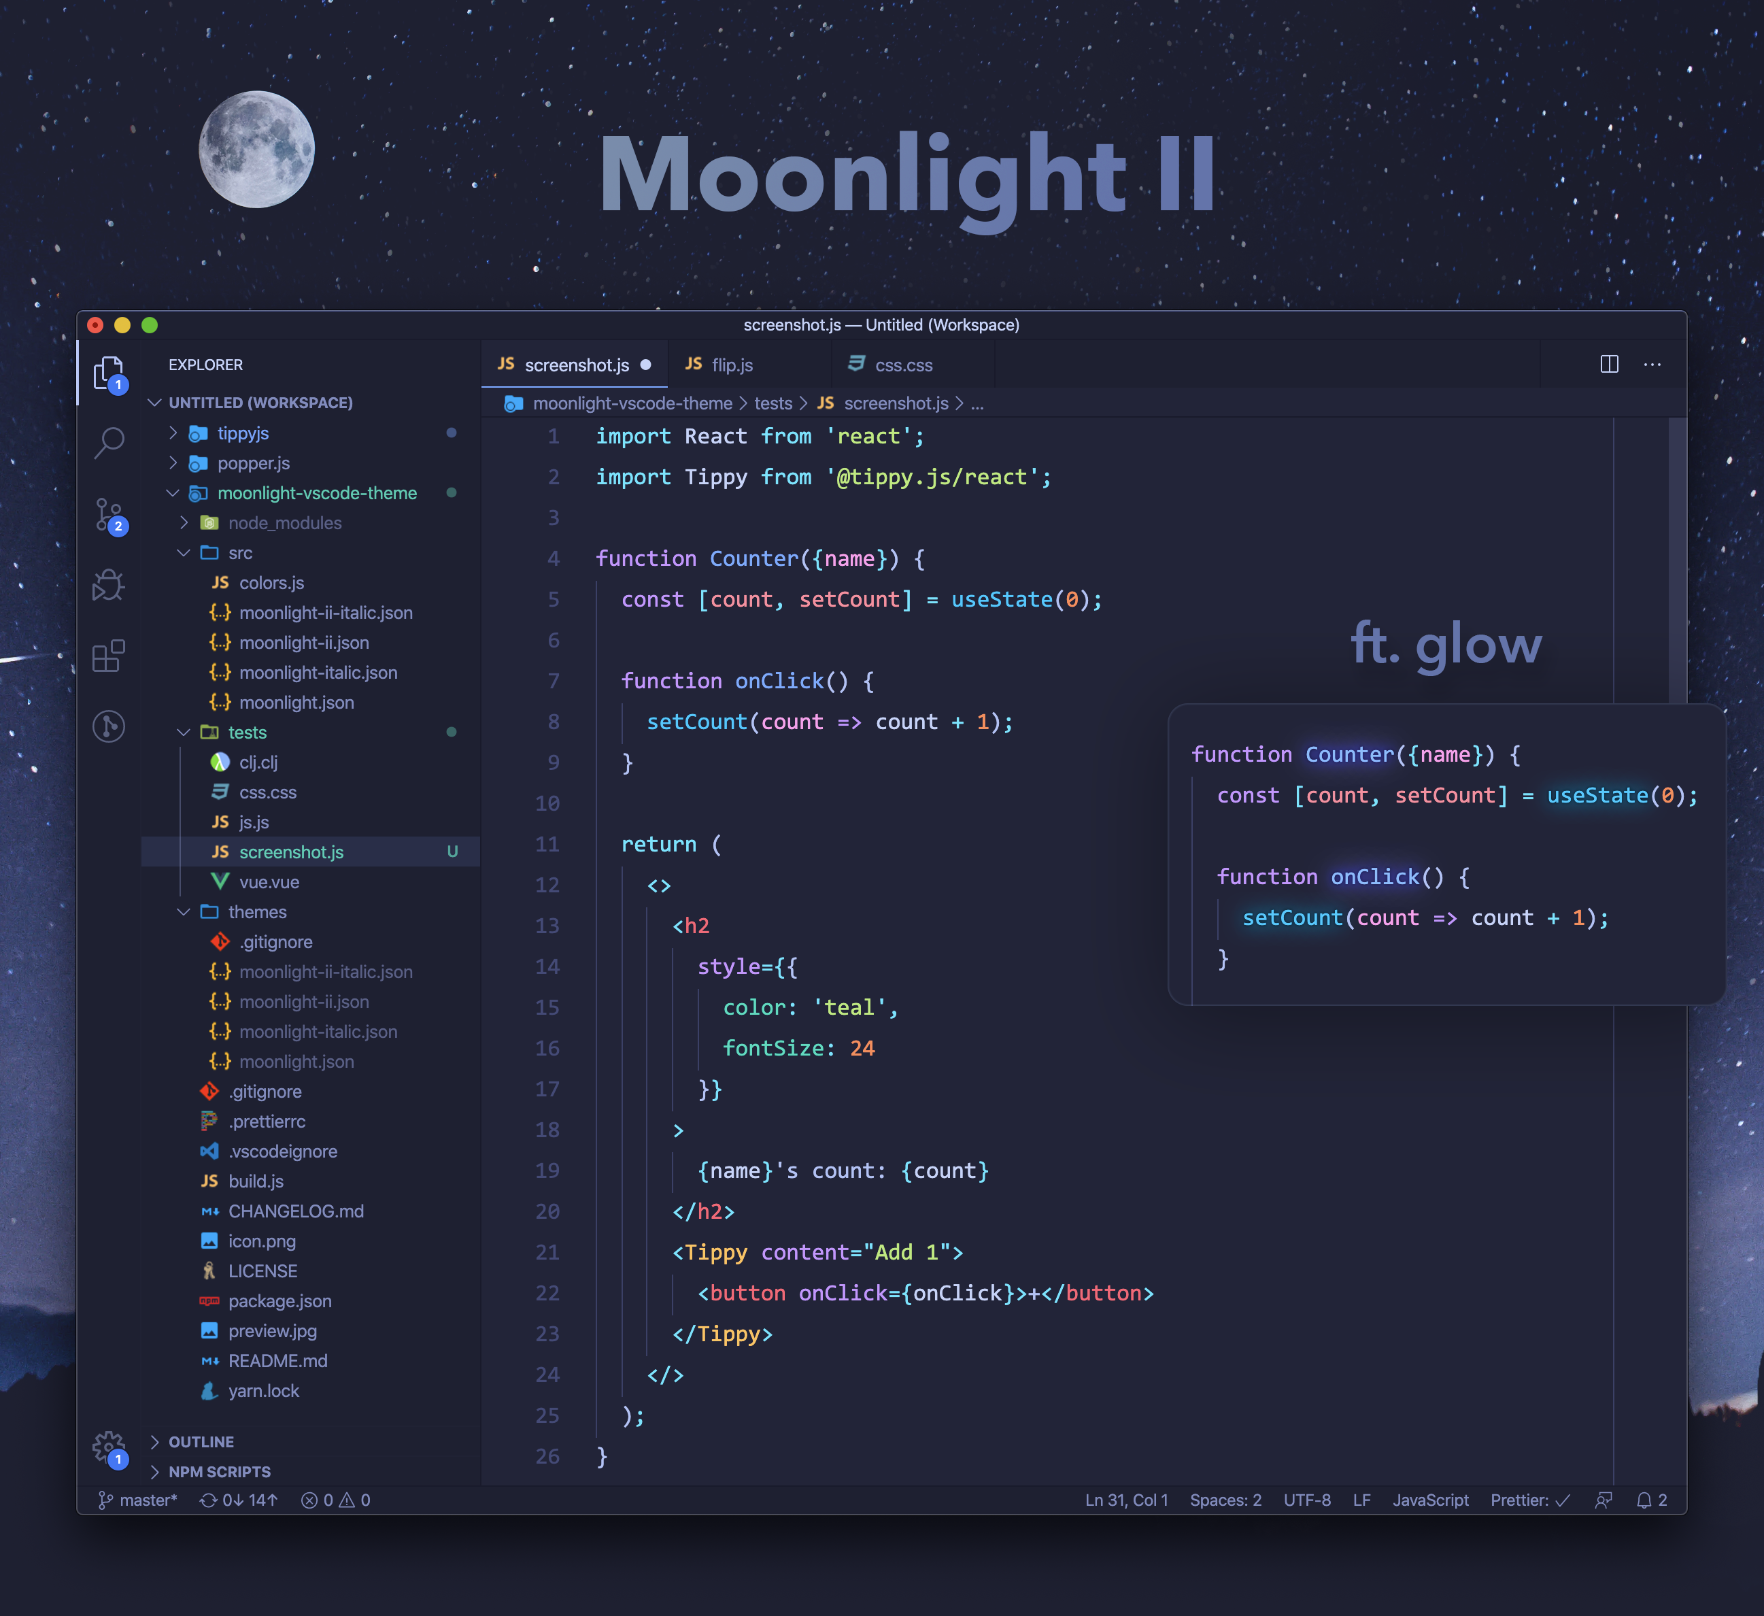 Moonlight II
screenshot.js — Untitled (Workspace)
1
2
1
EXPLORER
UNTITLED (WORKSPACE)
tippyjs
popper.js
moonlight-vscode-theme
node_modules
src
JS colors.js
{..} moonlight-ii-italic.json
{..} moonlight-ii.json
{..} moonlight-italic.json
{..} moonlight.json
tests
clj.clj
css.css
JS js.js
JS screenshot.js U
vue.vue
themes
.gitignore
{..} moonlight-ii-italic.json
{..} moonlight-ii.json
{..} moonlight-italic.json
{..} moonlight.json
.gitignore
.prettierrc
.vscodeignore
JS build.js
M↓ CHANGELOG.md
icon.png
LICENSE
npm package.json
preview.jpg
M↓ README.md
yarn.lock
OUTLINE
NPM SCRIPTS
JS screenshot.js ● JS flip.js css.css ...
moonlight-vscode-theme > tests > JS screenshot.js > ...
1 import React from 'react';
2 import Tippy from '@tippy.js/react';
3
4 function Counter({name}) {
5 const [count, setCount] = useState(0);
6
7 function onClick() {
8 setCount(count => count + 1);
9 }
10
11 return (
12 <>
13 <h2
14 style={{
15 color: 'teal',
16 fontSize: 24
17 }}
18 >
19 {name}'s count: {count}
20 </h2>
21 <Tippy content="Add 1">
22 <button onClick={onClick}>+</button>
23 </Tippy>
24 </>
25 );
26 }
ft. glow
function Counter({name}) {
const [count, setCount] = useState(0);
function onClick() {
setCount(count => count + 1);
}
master* 0↓ 14↑ 0 0 Ln 31, Col 1 Spaces: 2 UTF-8 LF JavaScript Prettier: ✓ 2